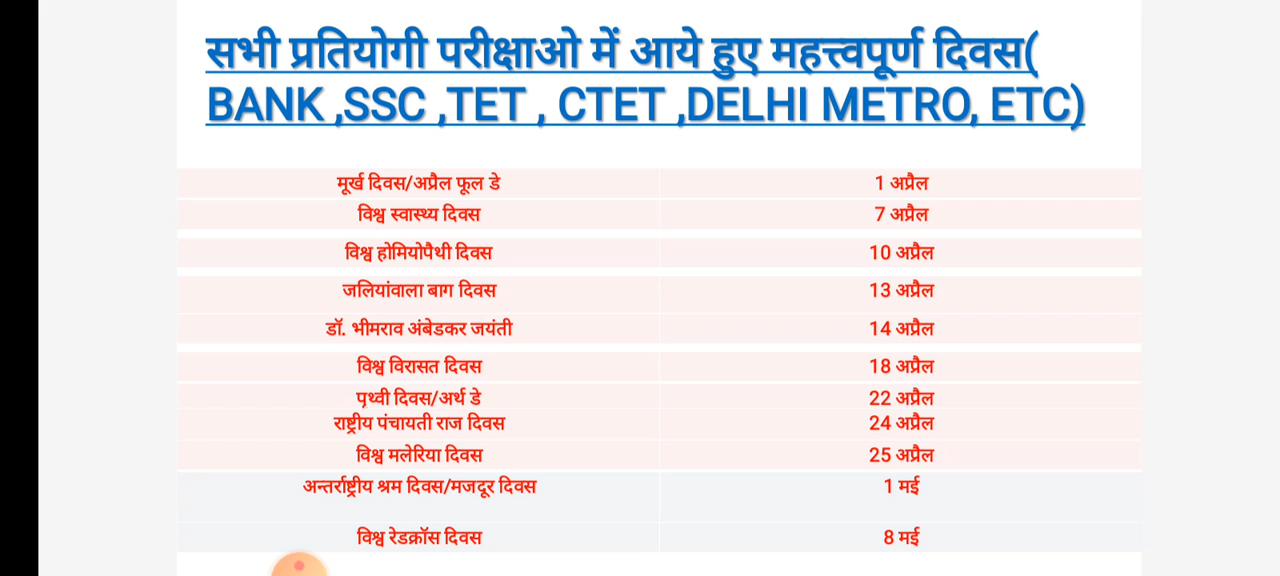 सभी प्रतियोगी परीक्षाओ में आये हुए महत्त्वपूर्ण दिवस(
BANK ,SSC ,TET , CTET ,DELHI METRO, ETC)
मूर्ख दिवस/अप्रैल फूल डे 1 अप्रैल
विश्व स्वास्थ्य दिवस 7 अप्रैल
विश्व होमियोपैथी दिवस 10 अप्रैल
जलियांवाला बाग दिवस 13 अप्रैल
डॉ. भीमराव अंबेडकर जयंती 14 अप्रैल
विश्व विरासत दिवस 18 अप्रैल
पृथ्वी दिवस/अर्थ डे 22 अप्रैल
राष्ट्रीय पंचायती राज दिवस 24 अप्रैल
विश्व मलेरिया दिवस 25 अप्रैल
अन्तर्राष्ट्रीय श्रम दिवस/मजदूर दिवस 1 मई
विश्व रेडक्रॉस दिवस 8 मई